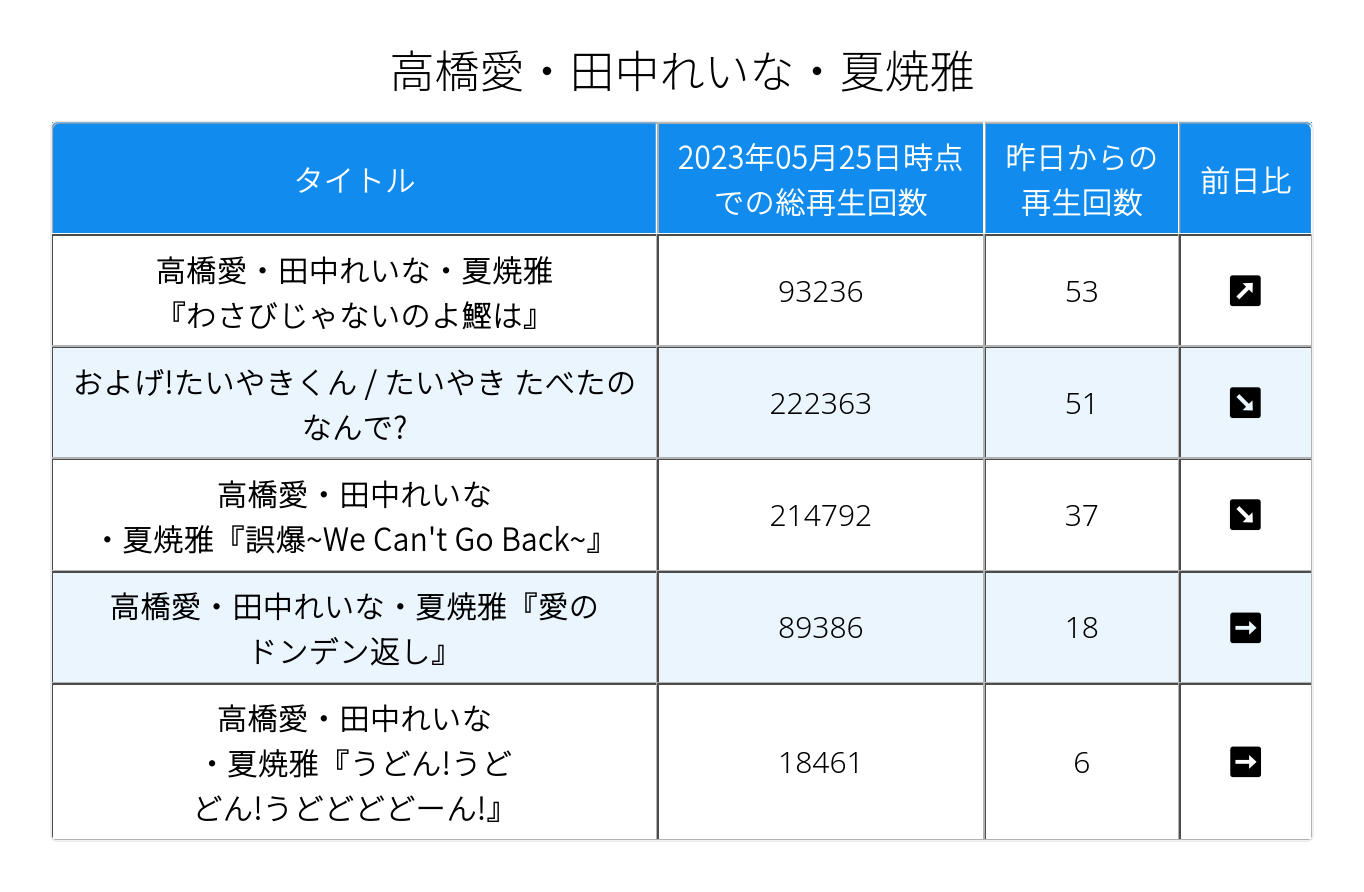 高橋愛・田中れいな・夏焼雅
タイトル
2023年05月25日時点
での総再生回数
昨日からの
再生回数
前日比
高橋愛・田中れいな・夏焼雅
『わさびじゃないのよ鰹は』
93236
53
↗
およげ!たいやきくん / たいやき たべたの
なんで?
222363
51
↘
高橋愛・田中れいな
・夏焼雅『誤爆~We Can't Go Back~』
214792
37
↘
高橋愛・田中れいな・夏焼雅『愛の
ドンデン返し』
89386
18
→
高橋愛・田中れいな
・夏焼雅『うどん!うど
どん!うどどどどーん!』
18461
6
→